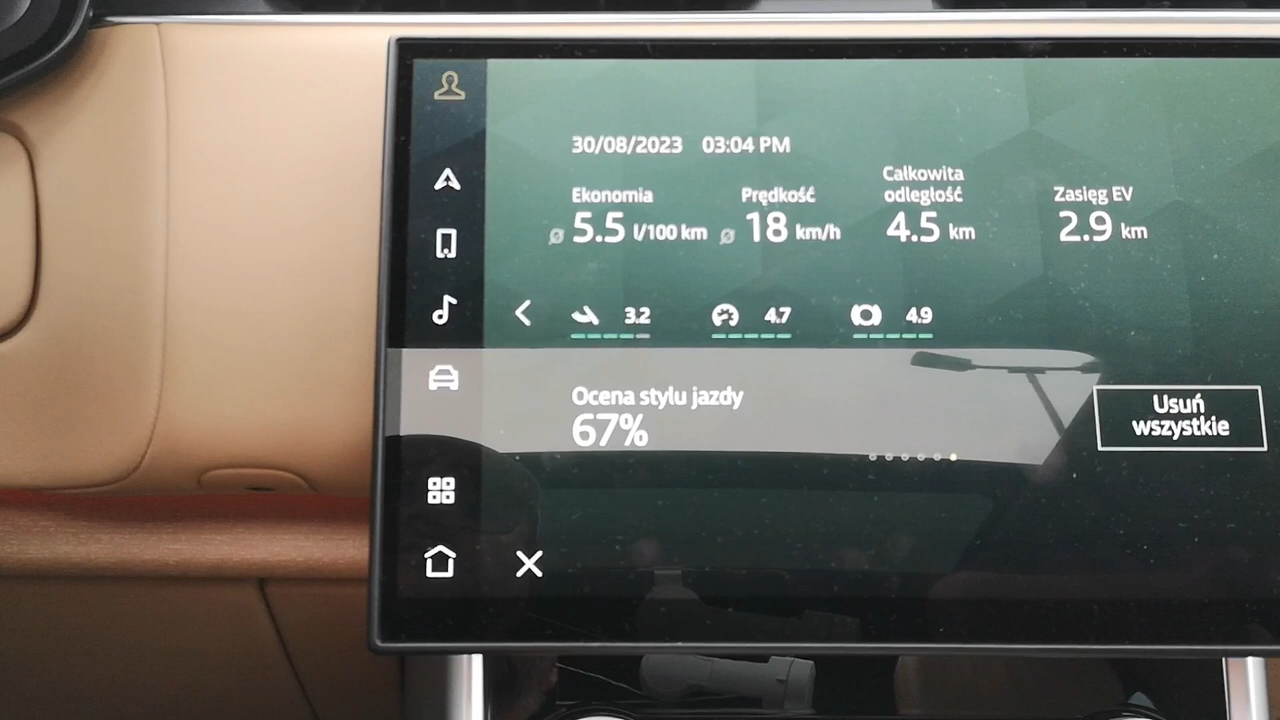 30/08/2023 03:04 PM
Ekonomia
5.5 l/100 km
Prędkość
18 km/h
Całkowita
odległość
4.5 km
Zasięg EV
2.9 km
3.2 4.7 4.9
Ocena stylu jazdy
67%
Usuń
wszystkie